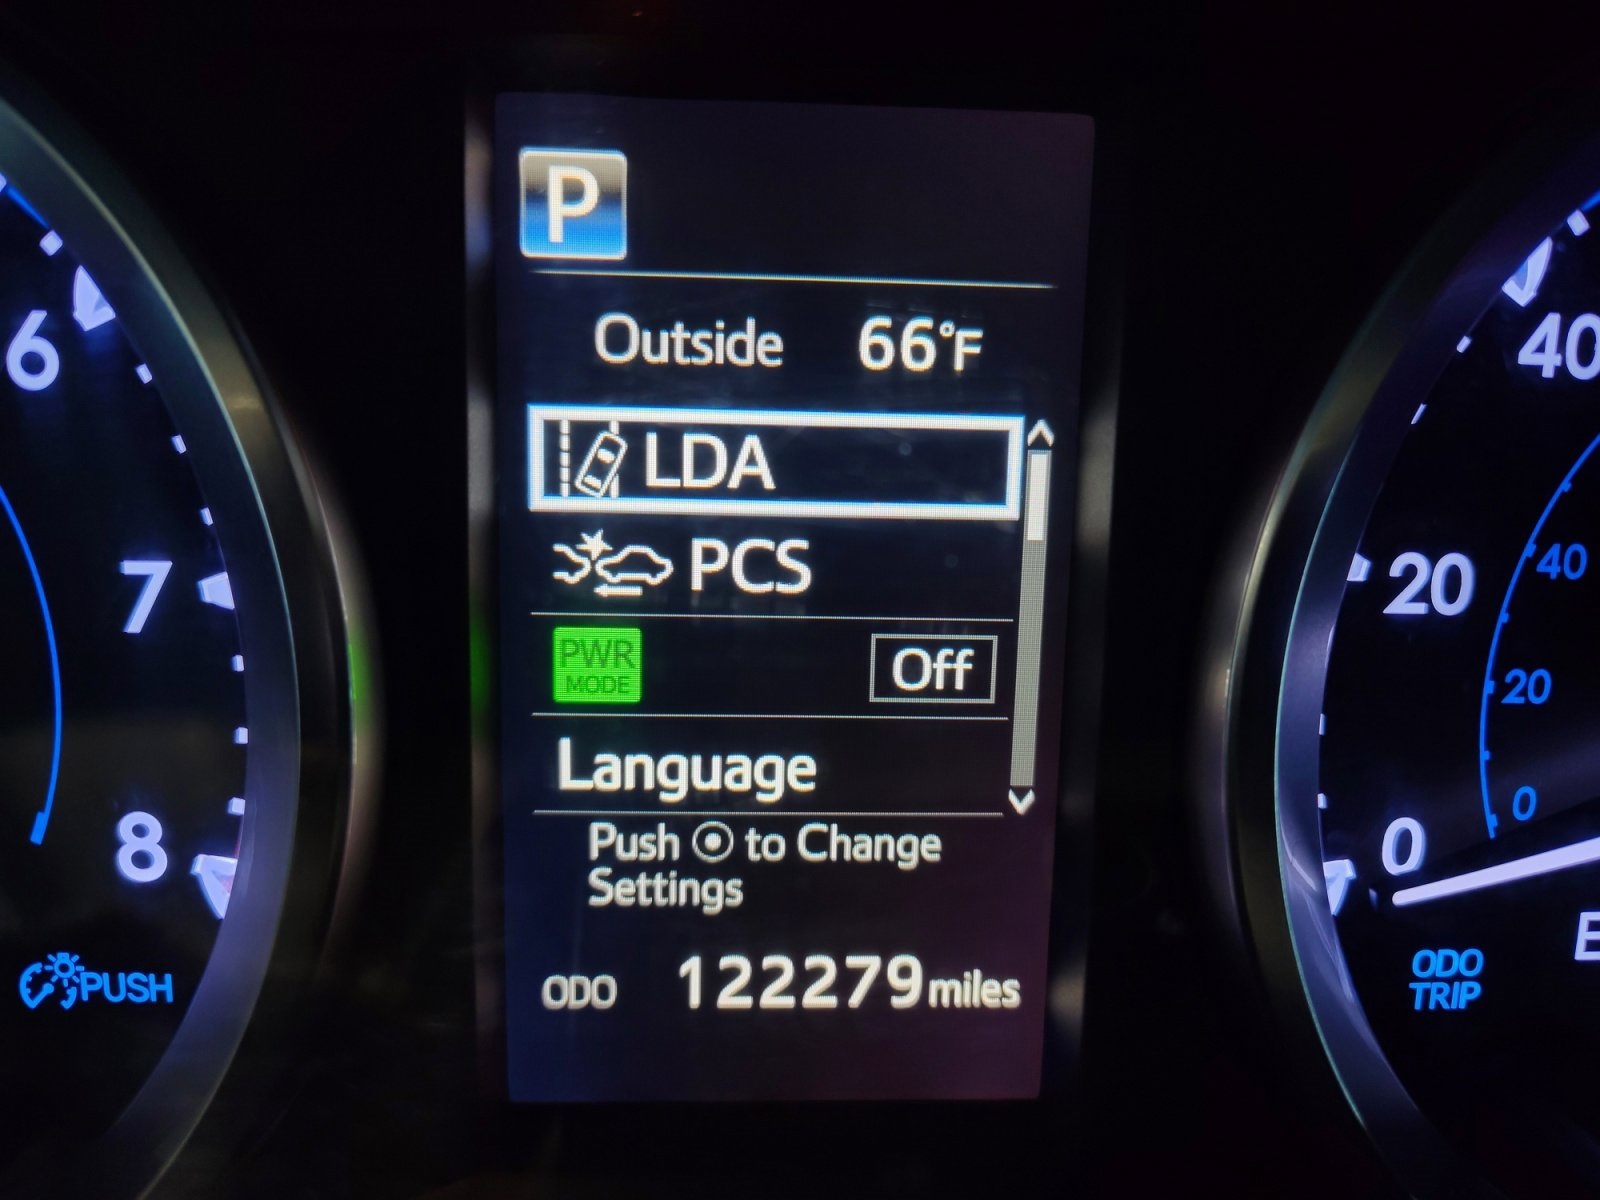 P
Outside 66°F
LDA
PCS
PWR MODE Off
Language
Push to Change
Settings
ODO 122279 miles
6
7
8
PUSH
40
20
0
40
20
0
E
ODO
TRIP